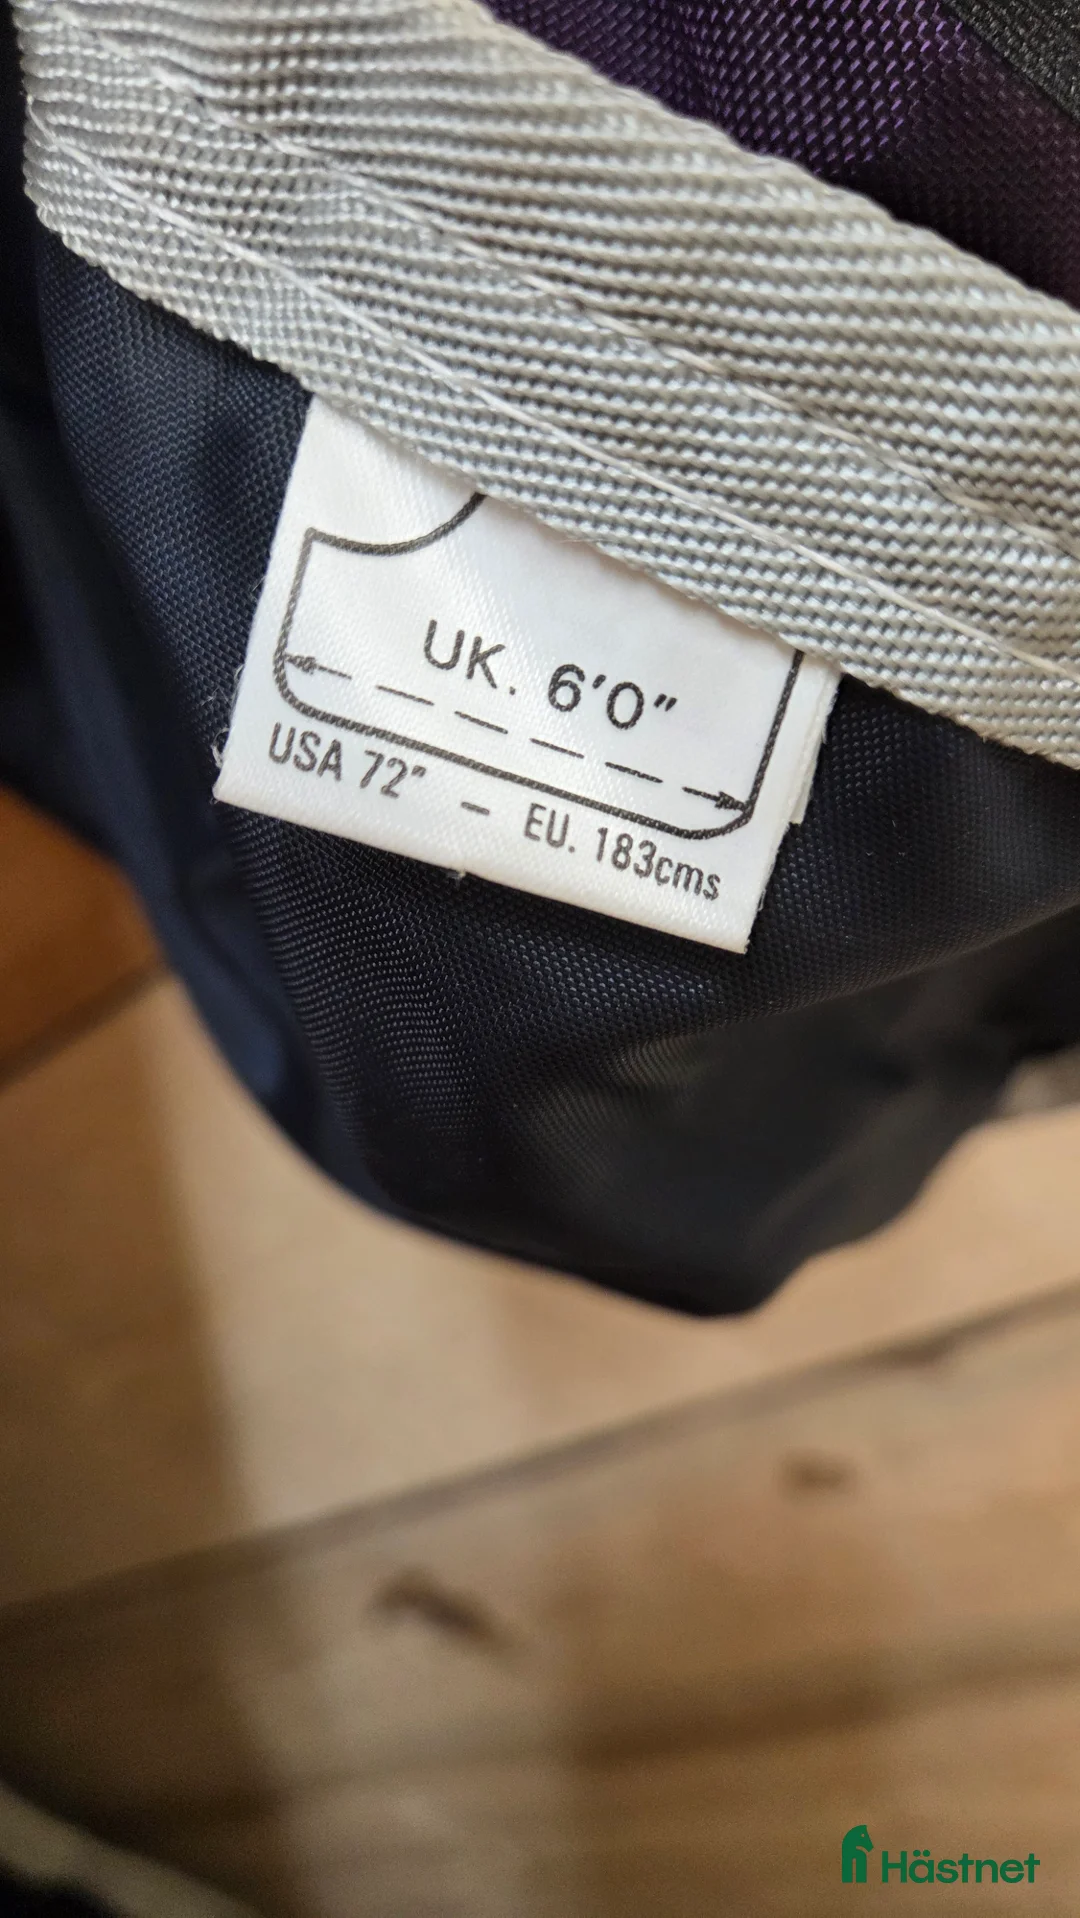 UK. 6'0"
USA 72" – EU. 183cms
Hästnet